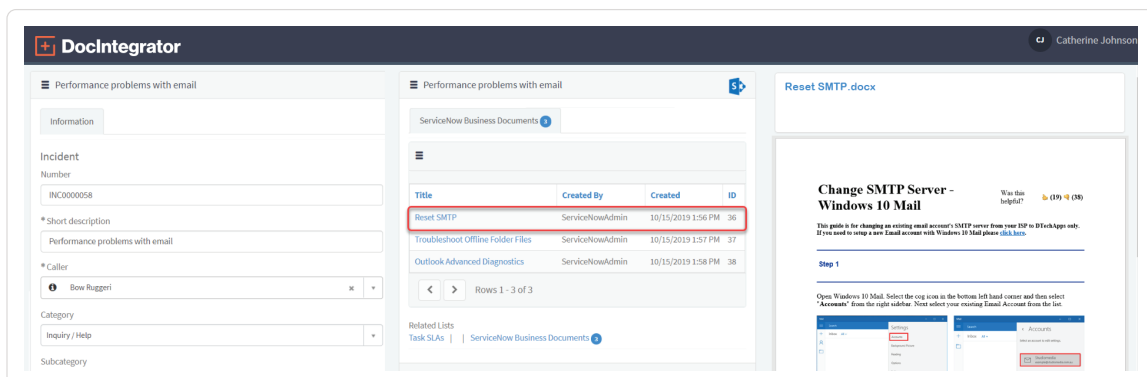 DocIntegrator
CJ Catherine Johnson
Performance problems with email
Information
Incident
Number
INC0000058
* Short description
Performance problems with email
* Caller
Bow Ruggeri
Category
Inquiry / Help
Subcategory
Performance problems with email
ServiceNow Business Documents 3
Title Created By Created ID
Reset SMTP ServiceNowAdmin 10/15/2019 1:56 PM 36
Troubleshoot Offline Folder Files ServiceNowAdmin 10/15/2019 1:57 PM 37
Outlook Advanced Diagnostics ServiceNowAdmin 10/15/2019 1:58 PM 38
Rows 1 - 3 of 3
Related Lists
Task SLAs | | ServiceNow Business Documents 3
Reset SMTP.docx
Change SMTP Server -
Windows 10 Mail
Was this
helpful?
(19) (38)
This guide is for changing an existing email account's SMTP server from your ISP to DTechApps only.
If you need to setup a new Email account with Windows 10 Mail please click here.
Step 1
Open Windows 10 Mail. Select the cog icon in the bottom left hand corner and then select
"Accounts" from the right sidebar. Next select your existing Email Account from the list.
Settings
Accounts